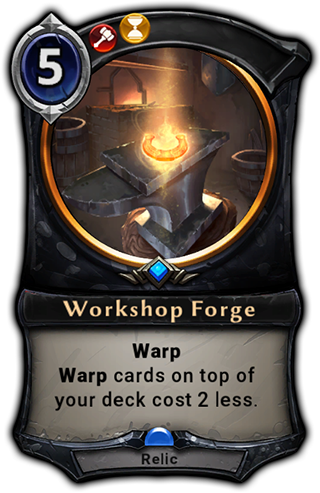 5
Workshop Forge
Warp
Warp cards on top of
your deck cost 2 less.
Relic